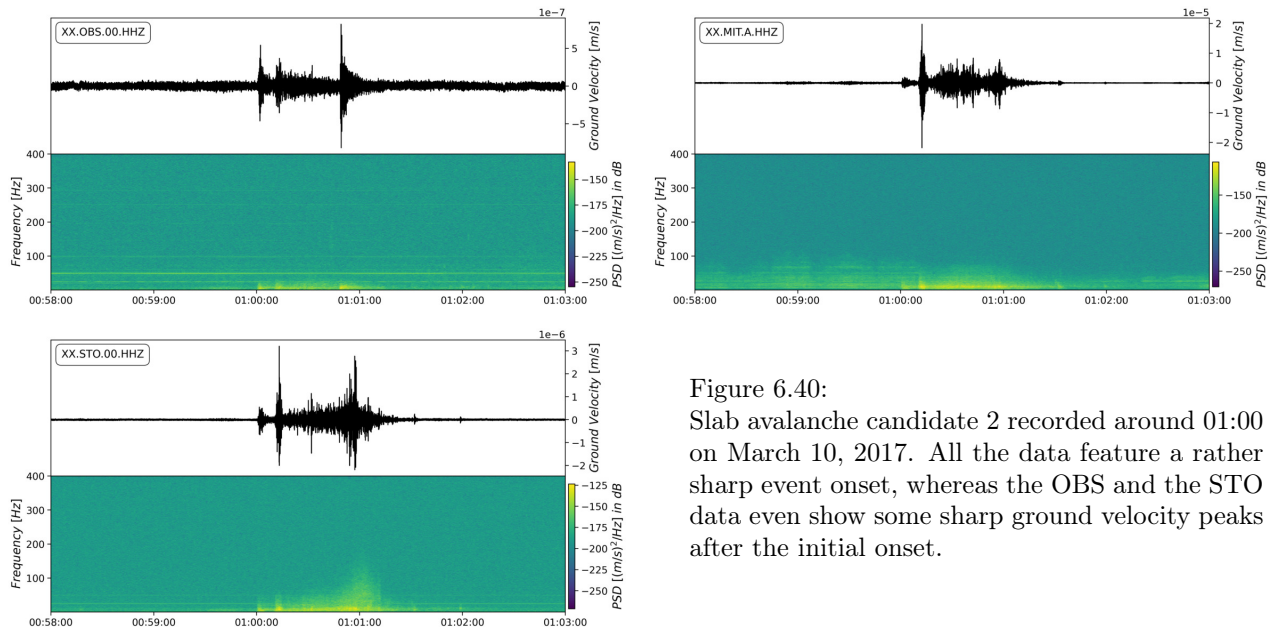 1e−7
XX.OBS.00.HHZ
5
0
−5
Ground Velocity [m/s]
400
300
200
100
Frequency [Hz]
−150
−175
−200
−225
−250
PSD [(m/s)²/Hz] in dB
00:58:00 00:59:00 01:00:00 01:01:00 01:02:00 01:03:00
1e−5
XX.MIT.A.HHZ
2
1
0
−1
−2
Ground Velocity [m/s]
400
300
200
100
Frequency [Hz]
−150
−200
−250
PSD [(m/s)²/Hz] in dB
00:58:00 00:59:00 01:00:00 01:01:00 01:02:00 01:03:00
1e−6
XX.STO.00.HHZ
3
2
1
0
−1
−2
Ground Velocity [m/s]
400
300
200
100
Frequency [Hz]
−125
−150
−175
−200
−225
−250
PSD [(m/s)²/Hz] in dB
00:58:00 00:59:00 01:00:00 01:01:00 01:02:00 01:03:00
Figure 6.40:
Slab avalanche candidate 2 recorded around 01:00
on March 10, 2017. All the data feature a rather
sharp event onset, whereas the OBS and the STO
data even show some sharp ground velocity peaks
after the initial onset.